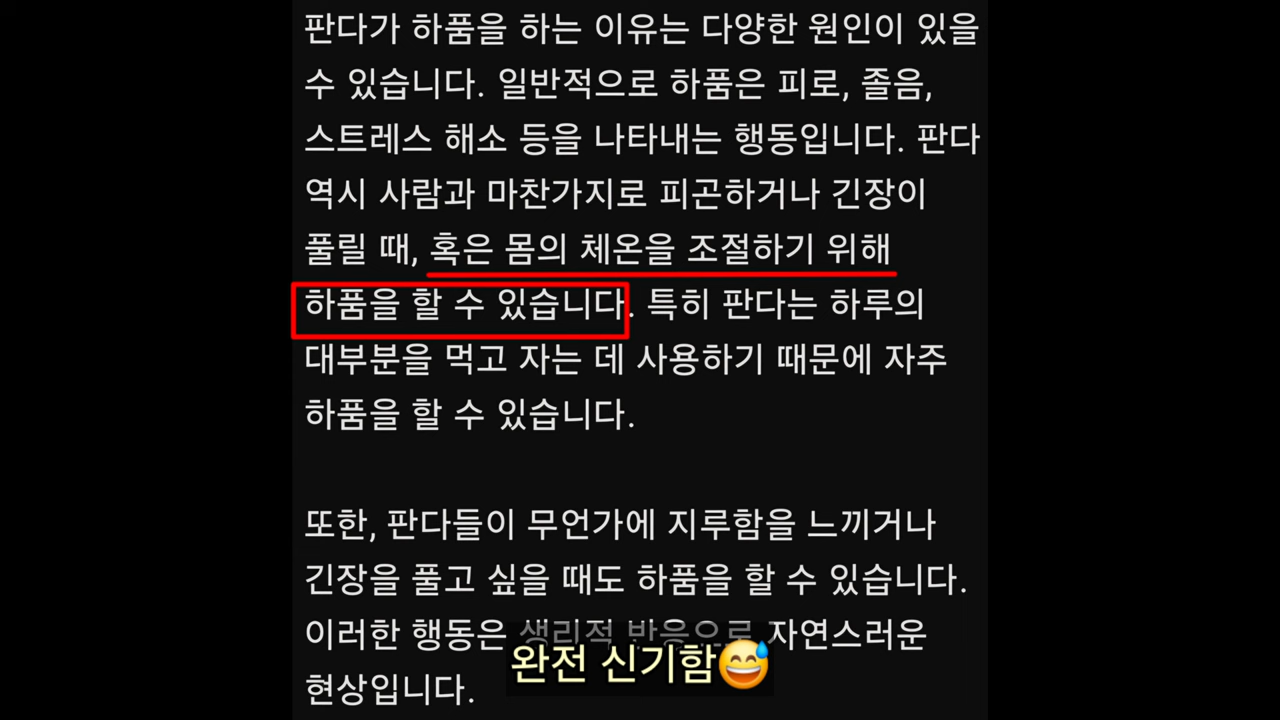 판다가 하품을 하는 이유는 다양한 원인이 있을
수 있습니다. 일반적으로 하품은 피로, 졸음,
스트레스 해소 등을 나타내는 행동입니다. 판다
역시 사람과 마찬가지로 피곤하거나 긴장이
풀릴 때, 혹은 몸의 체온을 조절하기 위해
하품을 할 수 있습니다. 특히 판다는 하루의
대부분을 먹고 자는 데 사용하기 때문에 자주
하품을 할 수 있습니다.
또한, 판다들이 무언가에 지루함을 느끼거나
긴장을 풀고 싶을 때도 하품을 할 수 있습니다.
이러한 행동은 생리적 반응으로 자연스러운
현상입니다.
완전 신기함😅